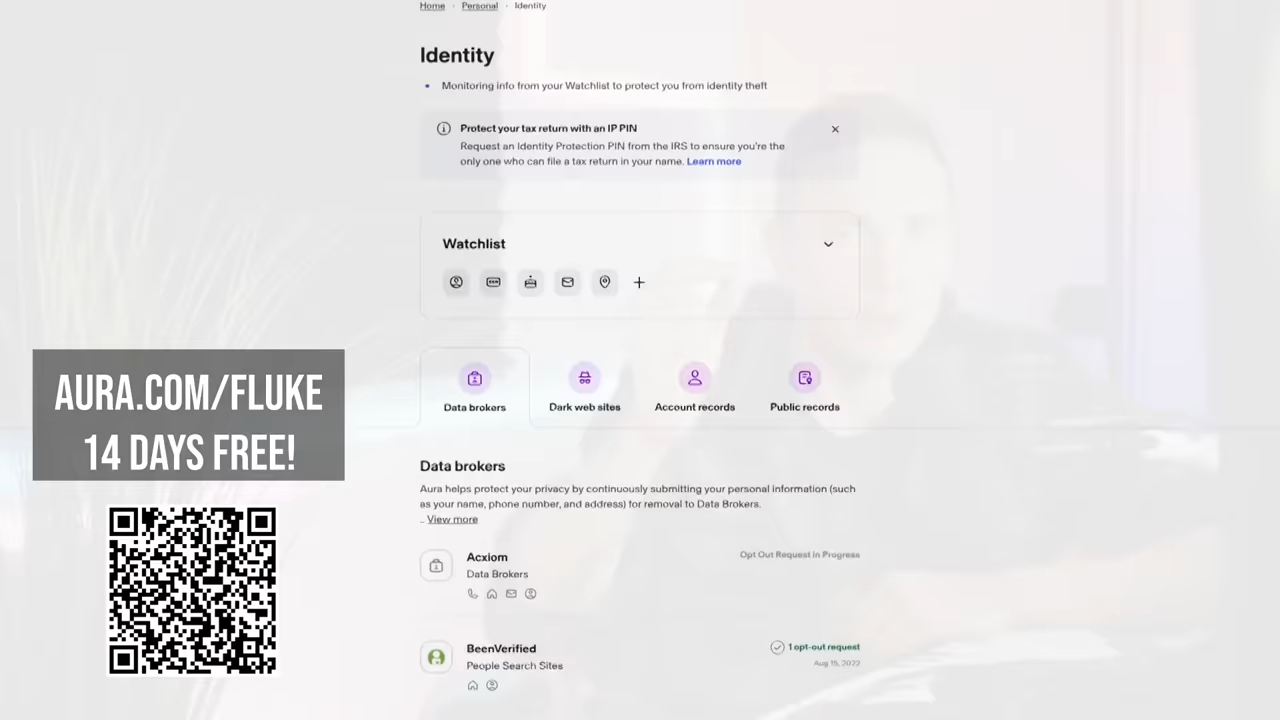 Home · Personal · Identity
Identity
• Monitoring info from your Watchlist to protect you from identity theft
Protect your tax return with an IP PIN
Request an Identity Protection PIN from the IRS to ensure you're the
only one who can file a tax return in your name. Learn more
Watchlist
AURA.COM/FLUKE
14 DAYS FREE!
Data brokers
Dark web sites
Account records
Public records
Data brokers
Aura helps protect your privacy by continuously submitting your personal information (such
as your name, phone number, and address) for removal to Data Brokers.
.. View more
Acxiom
Opt Out Request in Progress
Data Brokers
BeenVerified
1 opt-out request
People Search Sites
Aug 15, 2022